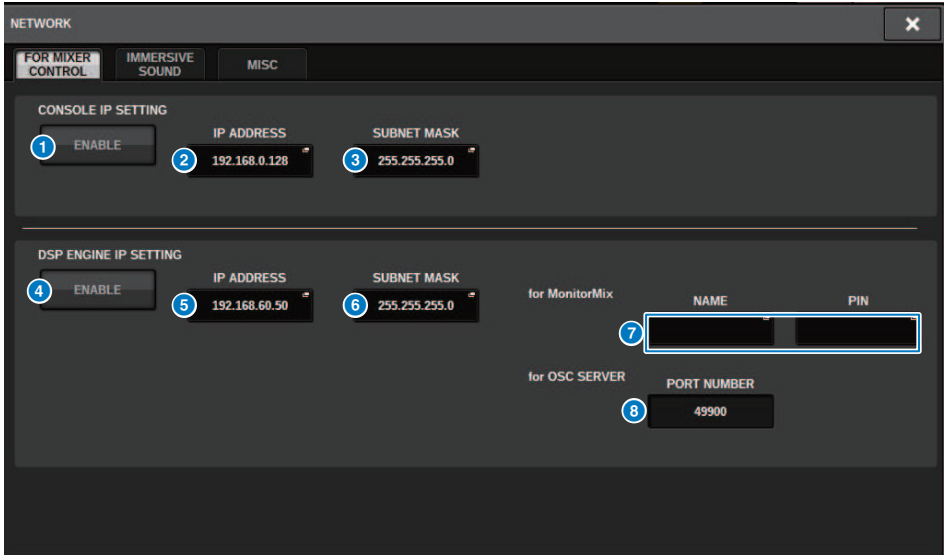 NETWORK
FOR MIXER CONTROL
IMMERSIVE SOUND
MISC
CONSOLE IP SETTING
IP ADDRESS SUBNET MASK
1 ENABLE 2 192.168.0.128 3 255.255.255.0
DSP ENGINE IP SETTING
IP ADDRESS SUBNET MASK
4 ENABLE 5 192.168.60.50 6 255.255.255.0
for MonitorMix NAME PIN
7
for OSC SERVER PORT NUMBER
8 49900